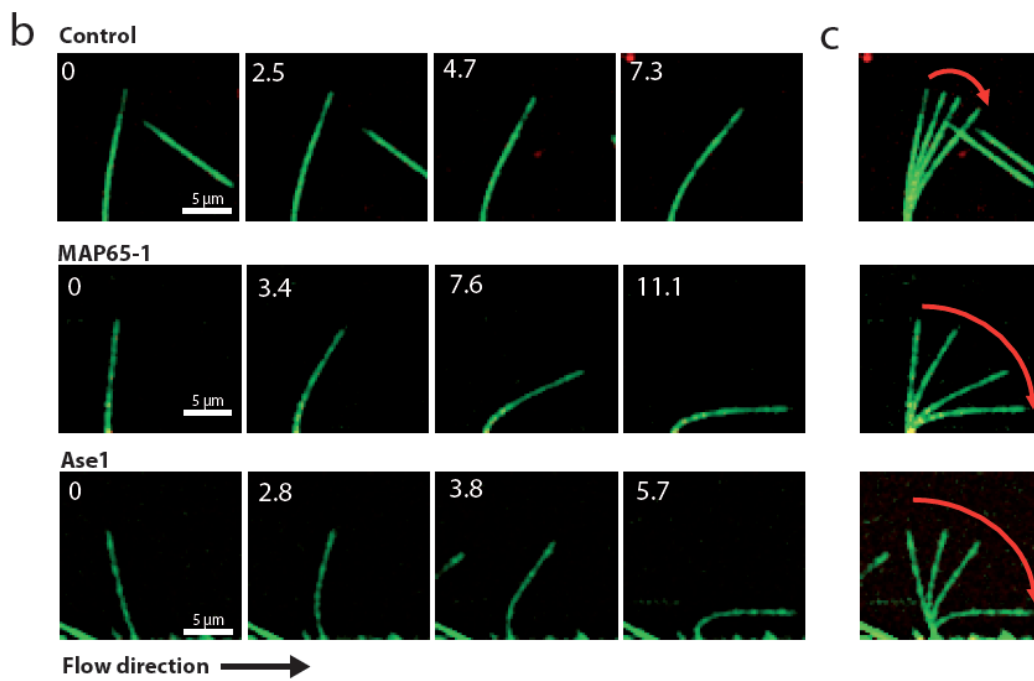 b
Control
c
0
2.5
4.7
7.3
5 µm
MAP65-1
0
3.4
7.6
11.1
5 µm
Ase1
0
2.8
3.8
5.7
5 µm
Flow direction